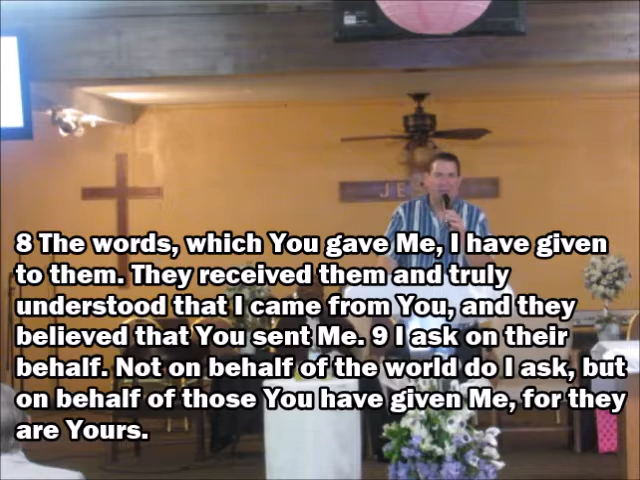 JE
8 The words, which You gave Me, I have given
to them. They received them and truly
understood that I came from You, and they
believed that You sent Me. 9 I ask on their
behalf. Not on behalf of the world do I ask, but
on behalf of those You have given Me, for they
are Yours.